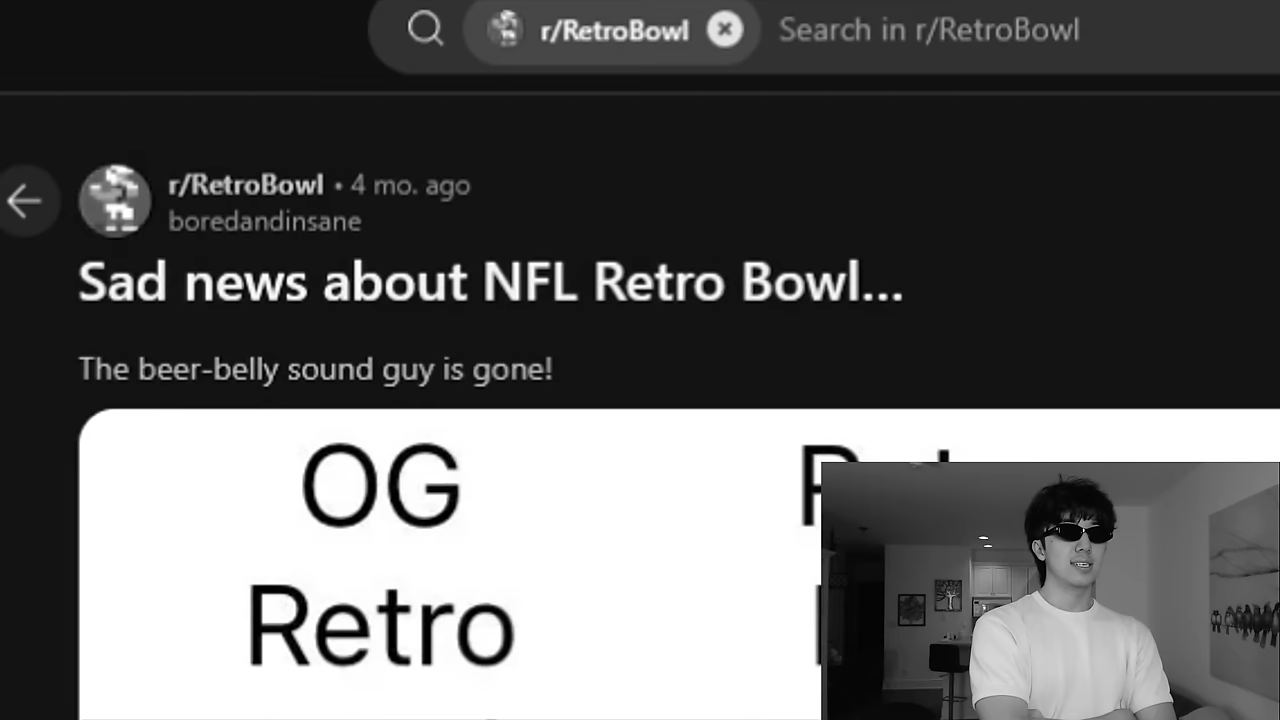 r/RetroBowl Search in r/RetroBowl
r/RetroBowl • 4 mo. ago
boredandinsane
Sad news about NFL Retro Bowl...
The beer-belly sound guy is gone!
OG
Retro